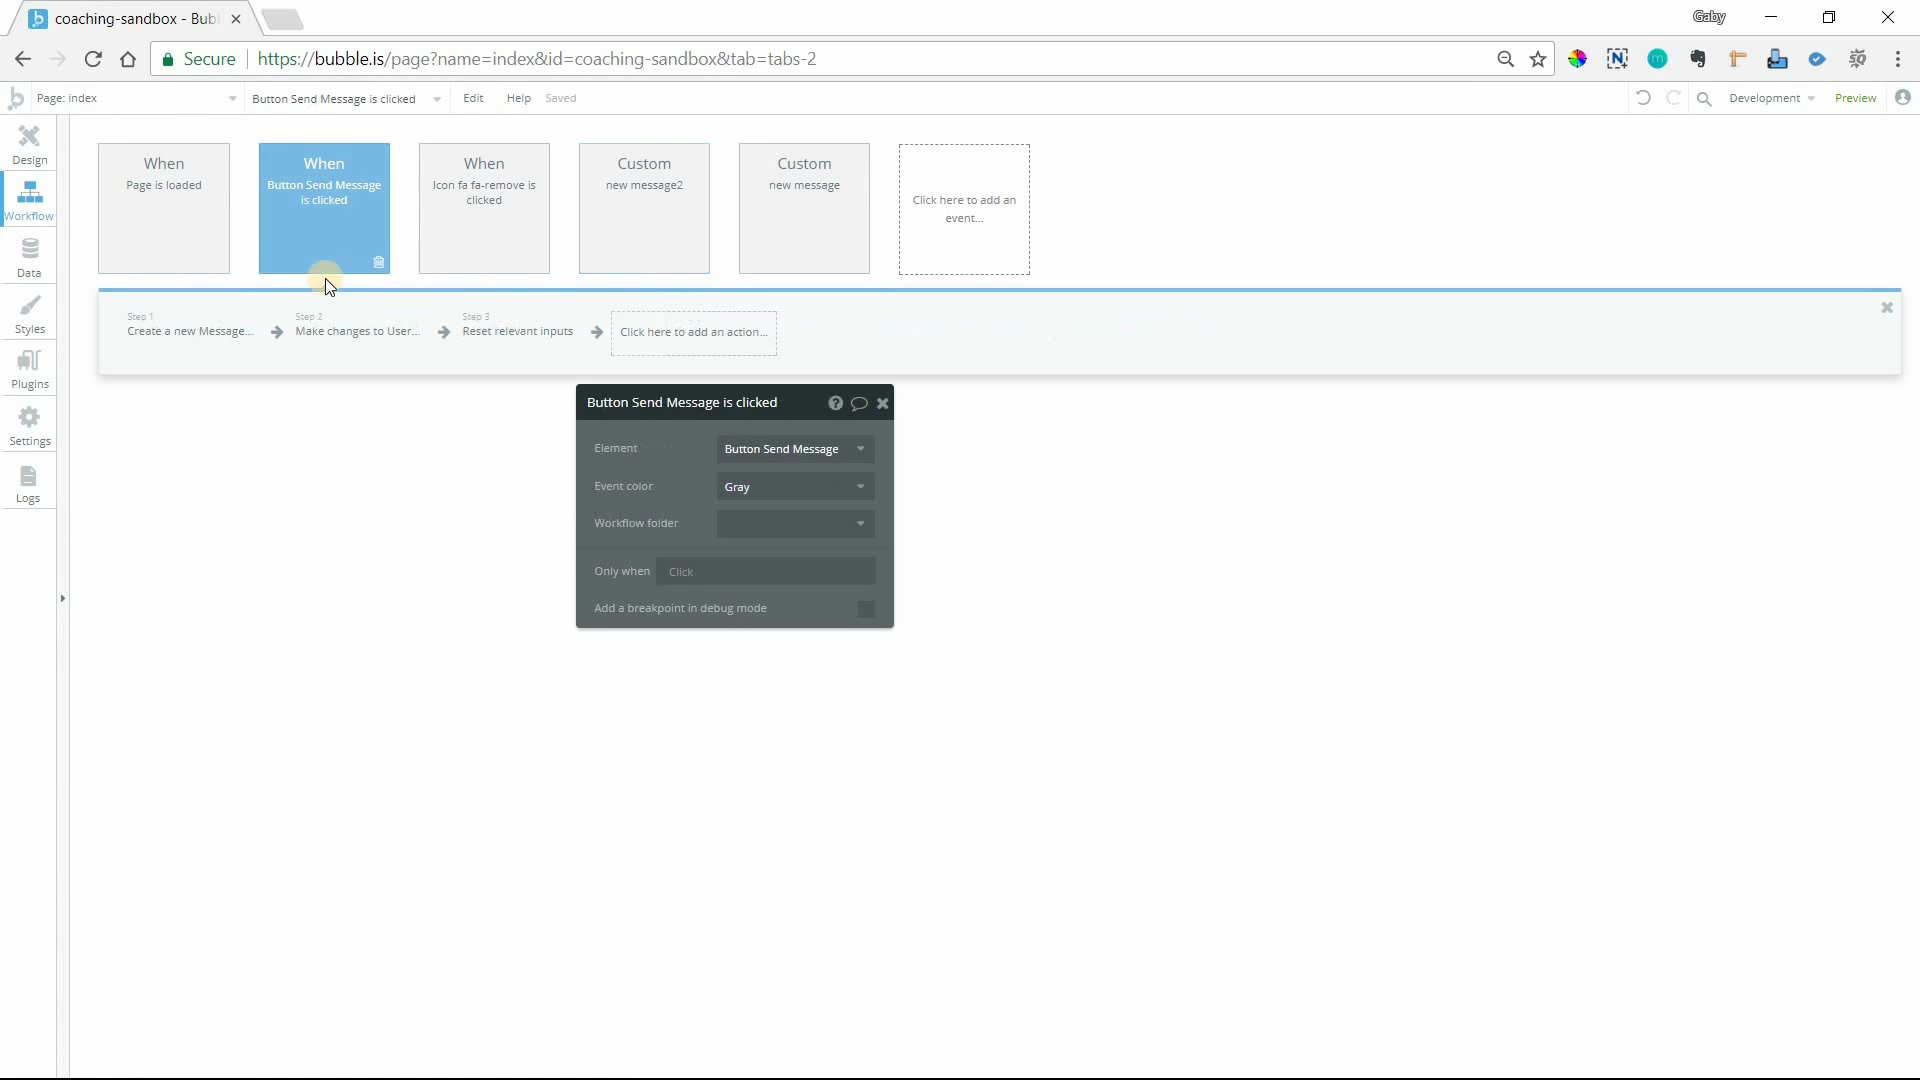 coaching-sandbox - Bub
Gaby
Secure
https://bubble.is/page?name=index&id=coaching-sandbox&tab=tabs-2
Page: index
Button Send Message is clicked
Edit
Help
Saved
Development
Preview
Design
Workflow
Data
Styles
Plugins
Settings
Logs
When
Page is loaded
When
Button Send Message
is clicked
When
Icon fa fa-remove is
clicked
Custom
new message2
Custom
new message
Click here to add an
event...
Step 1
Create a new Message...
Step 2
Make changes to User...
Step 3
Reset relevant inputs
Click here to add an action...
Button Send Message is clicked
Element
Button Send Message
Event color
Gray
Workflow folder
Only when
Click
Add a breakpoint in debug mode